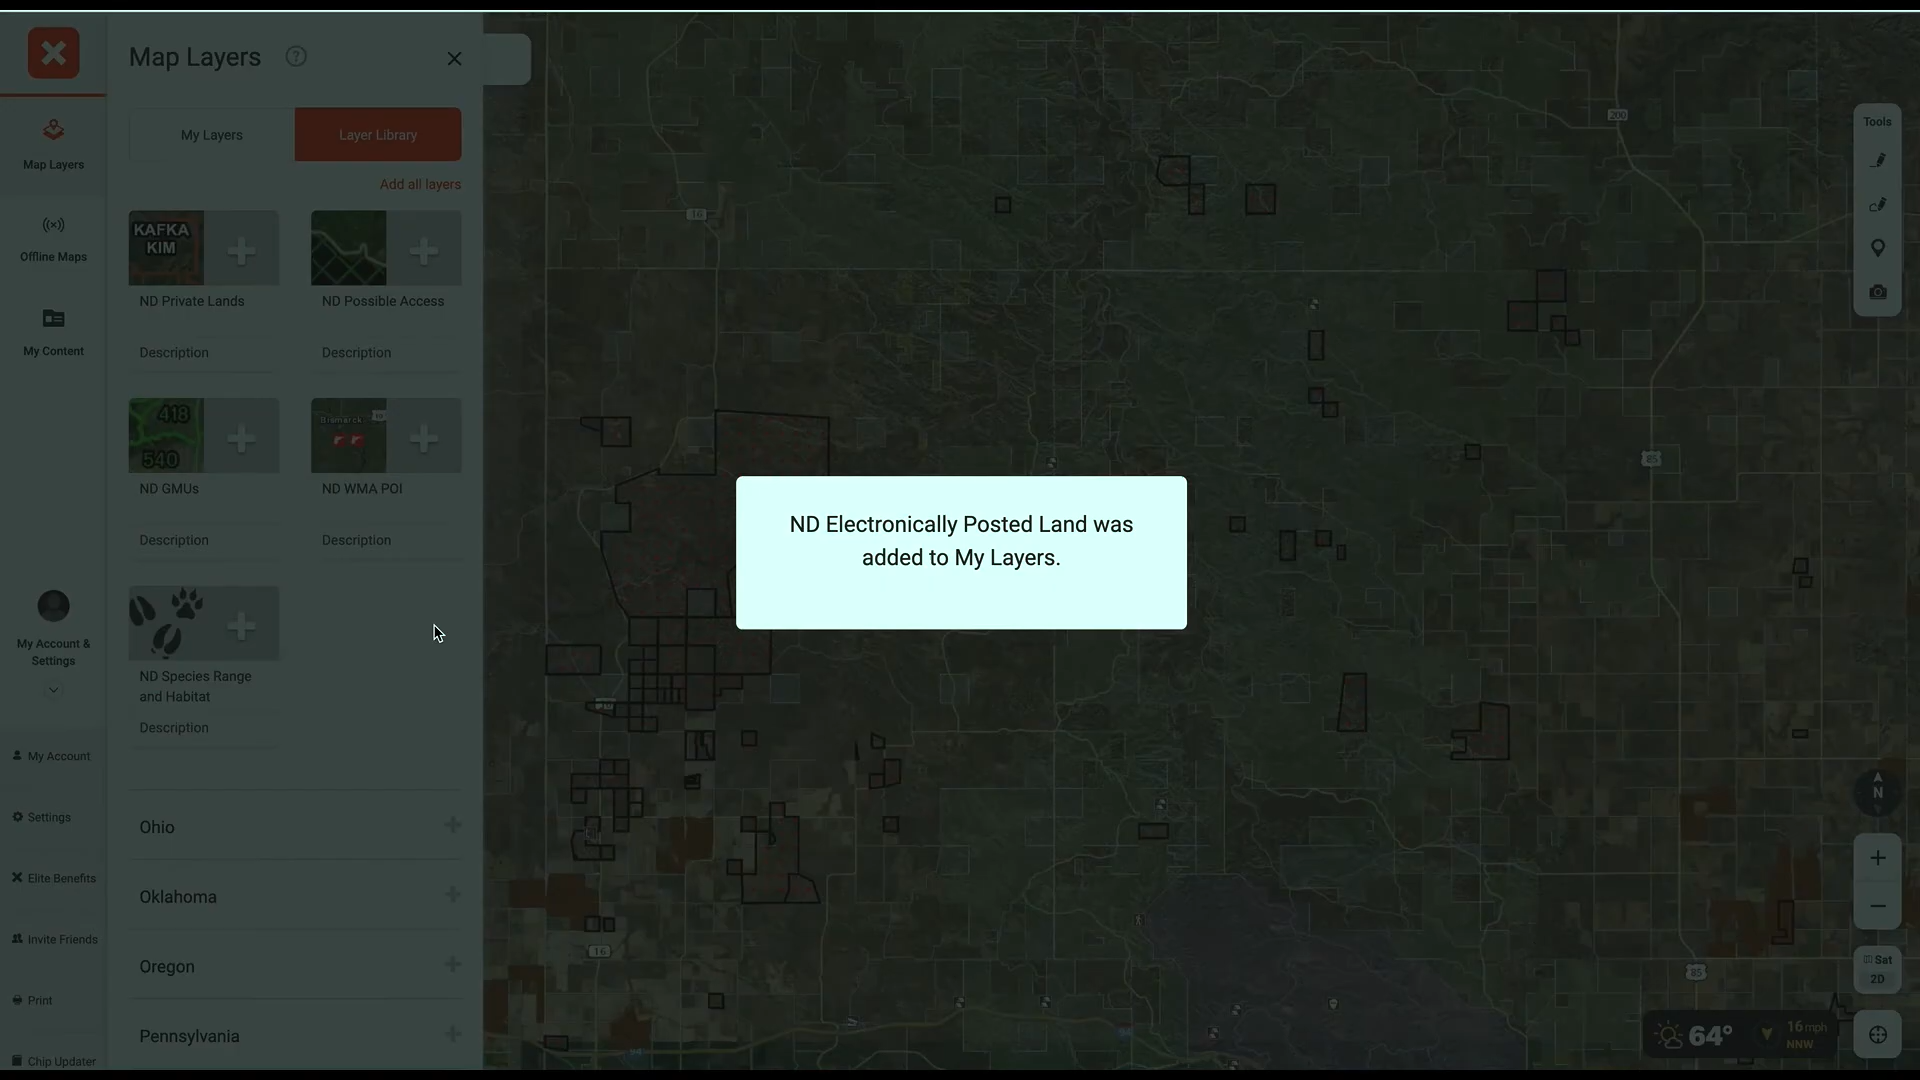 Map Layers
?
My Layers
Layer Library
Add all layers
KAFKA
KIM
ND Private Lands
Description
ND Possible Access
Description
418
540
ND GMUs
Description
Bismarck
ND WMA POI
Description
ND Species Range
and Habitat
Description
Ohio
Oklahoma
Oregon
Pennsylvania
Map Layers
Offline Maps
My Content
My Account &
Settings
My Account
Settings
Elite Benefits
Invite Friends
Print
Chip Updater
ND Electronically Posted Land was
added to My Layers.
16
200
85
16
85
94
94
Tools
N
Sat
2D
64°
16 mph
NNW